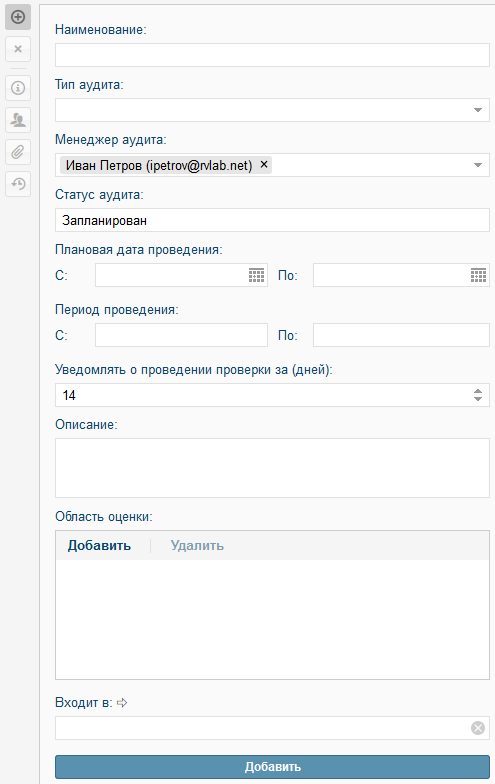 Наименование:
Тип аудита:
Менеджер аудита:
Иван Петров (ipetrov@rvlab.net) ×
Статус аудита:
Запланирован
Плановая дата проведения:
С: По:
Период проведения:
С: По:
Уведомлять о проведении проверки за (дней):
14
Описание:
Область оценки:
Добавить Удалить
Входит в:
Добавить